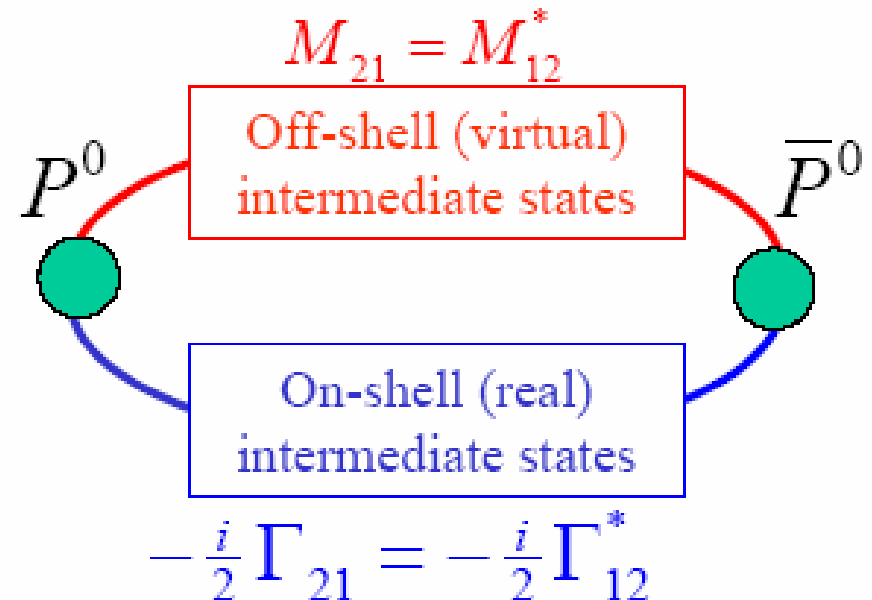 M₂₁ = M₁₂*
Off-shell (virtual)
intermediate states
P⁰
P̅⁰
On-shell (real)
intermediate states
−i/2 Γ₂₁ = −i/2 Γ₁₂*